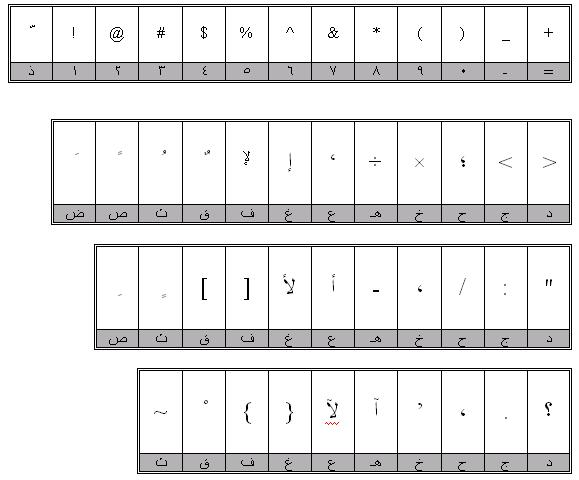 ّ ! @ # $ % ^ & * ( ) _ +
ذ ١ ٢ ٣ ٤ ٥ ٦ ٧ ٨ ٩ ٠ - =
َ ً ُ ٌ لإ إ ‘ ÷ × ؛ < >
ض ص ث ق ف غ ع هـ خ ح ج د
ِ ٍ [ ] لأ أ - ، / : "
ص ث ق ف غ ع هـ خ ح ج د
~ ْ { } لآ آ ’ ، . ؟
ث ق ف غ ع هـ خ ح ج د